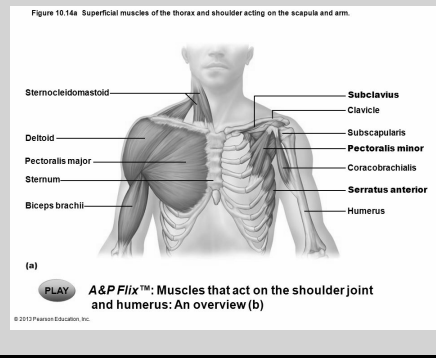 Figure 10.14a  Superficial muscles of the thorax and shoulder acting on the scapula and arm.
Sternocleidomastoid
Deltoid
Pectoralis major
Sternum
Biceps brachii
Subclavius
Clavicle
Subscapularis
Pectoralis minor
Coracobrachialis
Serratus anterior
Humerus
(a)
PLAY
A&P Flix™: Muscles that act on the shoulder joint
and humerus: An overview (b)
© 2013 Pearson Education, Inc.